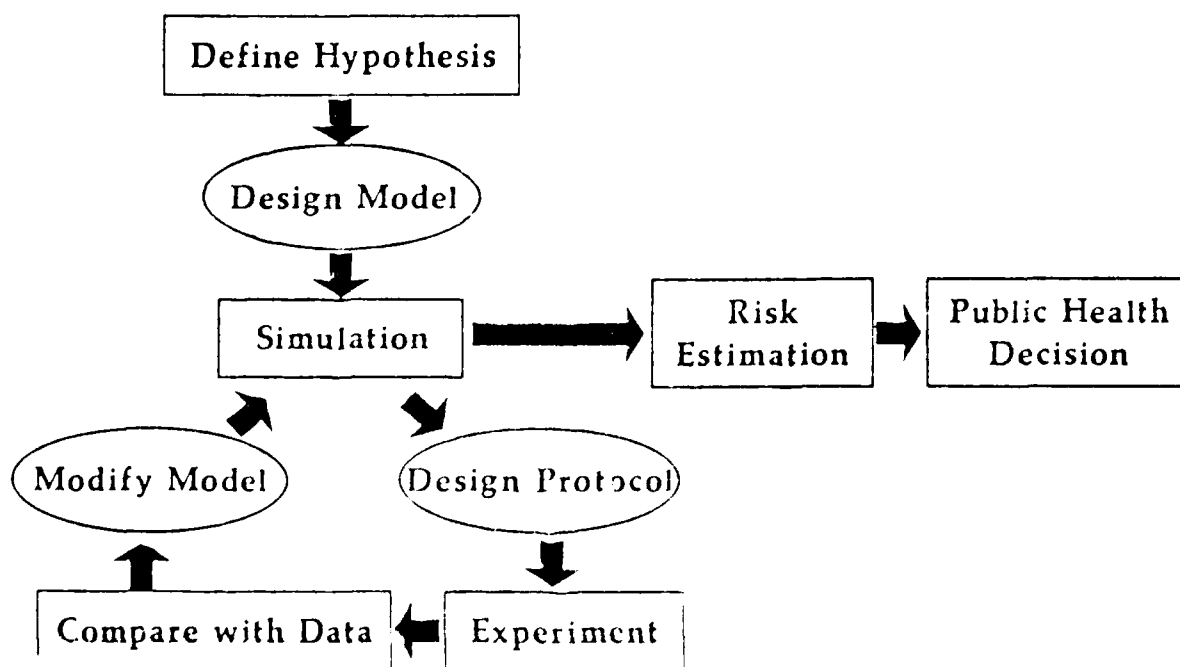 Define Hypothesis
Design Model
Simulation
Risk
Estimation
Public Health
Decision
Modify Model
Design Protocol
Compare with Data
Experiment